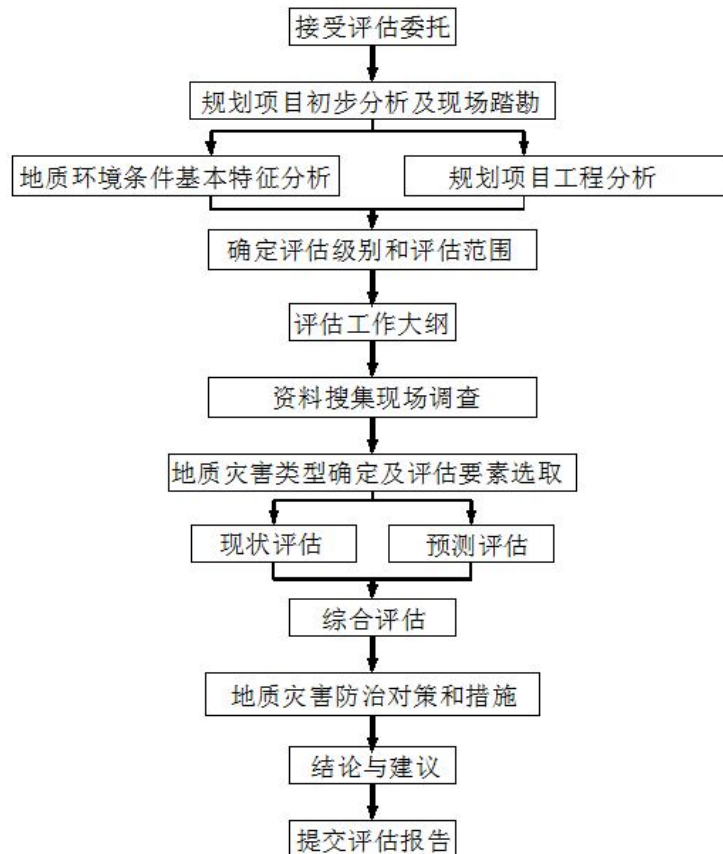 接受评估委托
规划项目初步分析及现场踏勘
地质环境条件基本特征分析
规划项目工程分析
确定评估级别和评估范围
评估工作大纲
资料搜集现场调查
地质灾害类型确定及评估要素选取
现状评估
预测评估
综合评估
地质灾害防治对策和措施
结论与建议
提交评估报告